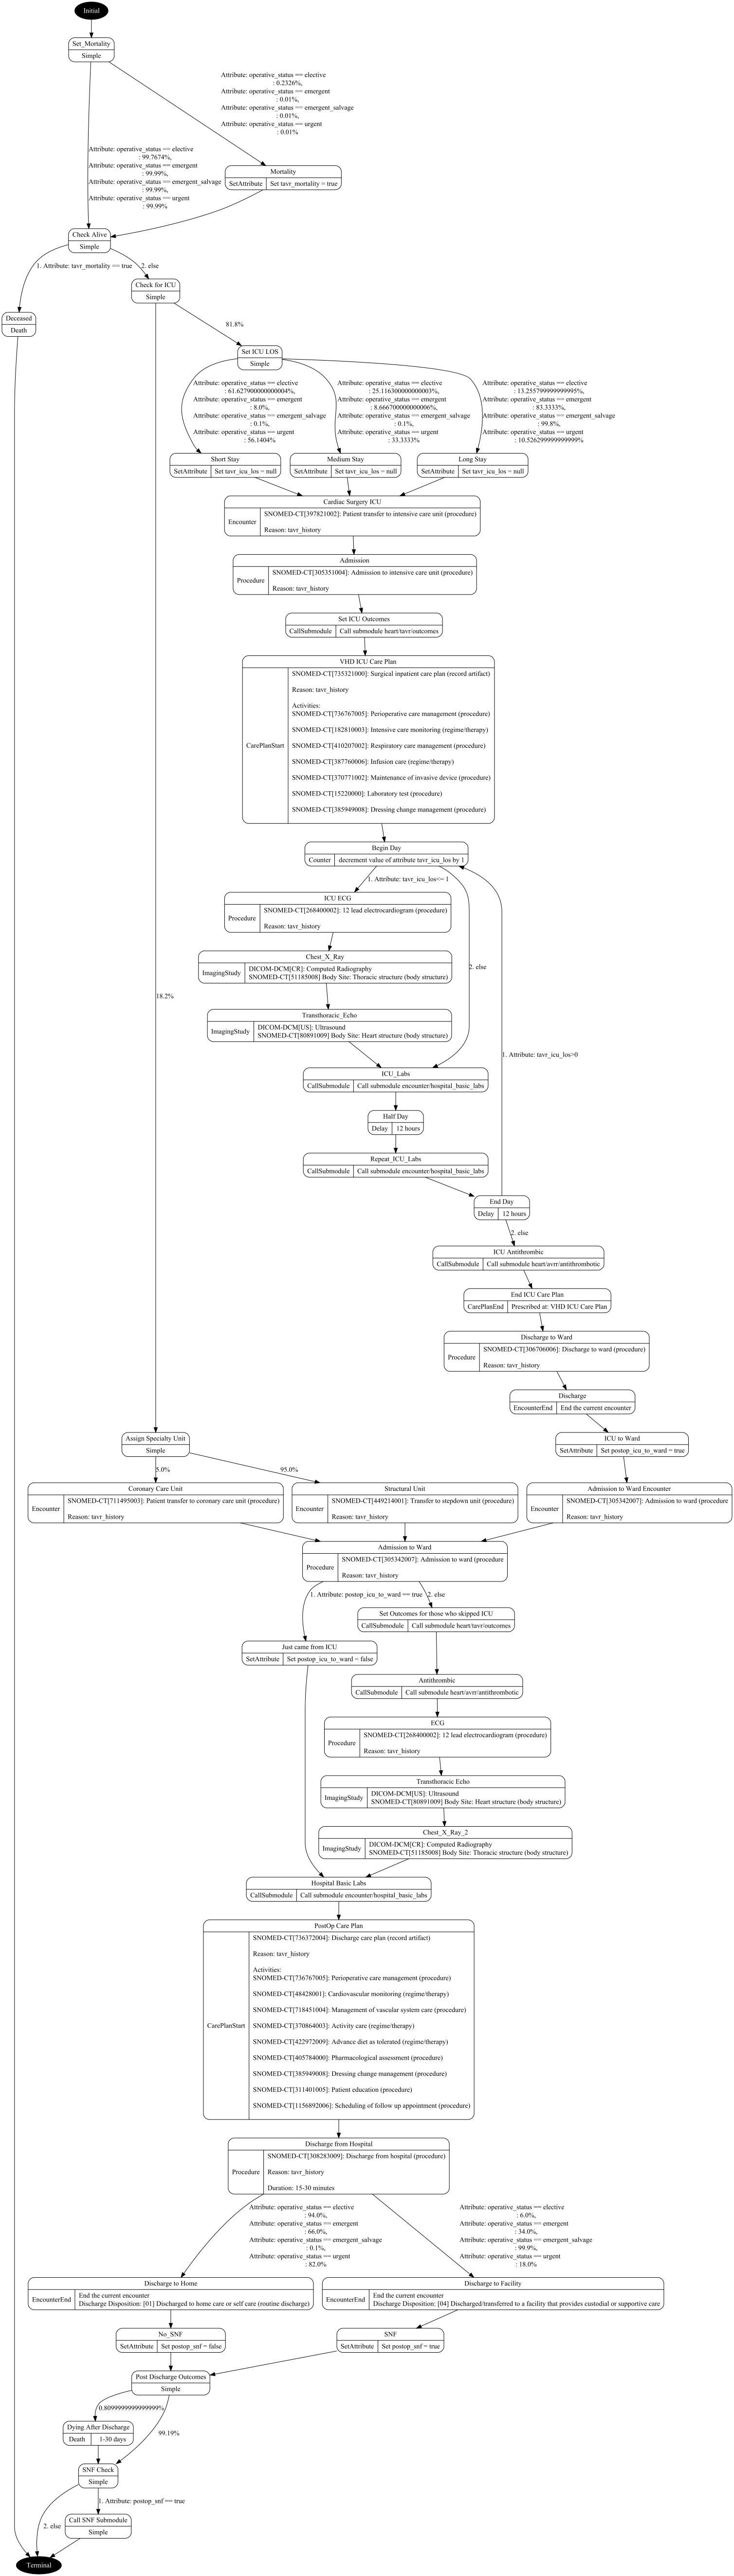 Initial
Set_Mortality
Simple
Attribute: operative_status == elective
: 0.2326%,
Attribute: operative_status == emergent
: 0.01%,
Attribute: operative_status == emergent_salvage
: 0.01%,
Attribute: operative_status == urgent
: 0.01%
Attribute: operative_status == elective
: 99.7674%,
Attribute: operative_status == emergent
: 99.99%,
Attribute: operative_status == emergent_salvage
: 99.99%,
Attribute: operative_status == urgent
: 99.99%
Mortality
SetAttribute Set tavr_mortality = true
Check Alive
Simple
1. Attribute: tavr_mortality == true
2. else
Check for ICU
Simple
Deceased
Death
81.8%
Set ICU LOS
Simple
Attribute: operative_status == elective
: 61.627900000000004%,
Attribute: operative_status == emergent
: 8.0%,
Attribute: operative_status == emergent_salvage
: 0.1%,
Attribute: operative_status == urgent
: 56.1404%
Attribute: operative_status == elective
: 25.116300000000003%,
Attribute: operative_status == emergent
: 8.666700000000006%,
Attribute: operative_status == emergent_salvage
: 0.1%,
Attribute: operative_status == urgent
: 33.3333%
Attribute: operative_status == elective
: 13.255799999999995%,
Attribute: operative_status == emergent
: 83.3333%,
Attribute: operative_status == emergent_salvage
: 99.8%,
Attribute: operative_status == urgent
: 10.526299999999999%
Short Stay
SetAttribute Set tavr_icu_los = null
Medium Stay
SetAttribute Set tavr_icu_los = null
Long Stay
SetAttribute Set tavr_icu_los = null
Cardiac Surgery ICU
Encounter
SNOMED-CT[397821002]: Patient transfer to intensive care unit (procedure)
Reason: tavr_history
Admission
Procedure
SNOMED-CT[305351004]: Admission to intensive care unit (procedure)
Reason: tavr_history
Set ICU Outcomes
CallSubmodule Call submodule heart/tavr/outcomes
VHD ICU Care Plan
CarePlanStart
SNOMED-CT[735321000]: Surgical inpatient care plan (record artifact)
Reason: tavr_history
Activities:
SNOMED-CT[736767005]: Perioperative care management (procedure)
SNOMED-CT[182810003]: Intensive care monitoring (regime/therapy)
SNOMED-CT[410207002]: Respiratory care management (procedure)
SNOMED-CT[387760006]: Infusion care (regime/therapy)
SNOMED-CT[370771002]: Maintenance of invasive device (procedure)
SNOMED-CT[15220000]: Laboratory test (procedure)
SNOMED-CT[385949008]: Dressing change management (procedure)
Begin Day
Counter decrement value of attribute tavr_icu_los by 1
1. Attribute: tavr_icu_los<= 1
ICU ECG
Procedure
SNOMED-CT[268400002]: 12 lead electrocardiogram (procedure)
Reason: tavr_history
Chest_X_Ray
ImagingStudy
DICOM-DCM[CR]: Computed Radiography
SNOMED-CT[51185008] Body Site: Thoracic structure (body structure)
2. else
18.2%
Transthoracic_Echo
ImagingStudy
DICOM-DCM[US]: Ultrasound
SNOMED-CT[80891009] Body Site: Heart structure (body structure)
1. Attribute: tavr_icu_los>0
ICU_Labs
CallSubmodule Call submodule encounter/hospital_basic_labs
Half Day
Delay 12 hours
Repeat_ICU_Labs
CallSubmodule Call submodule encounter/hospital_basic_labs
End Day
Delay 12 hours
2. else
ICU Antithrombic
CallSubmodule Call submodule heart/avrr/antithrombotic
End ICU Care Plan
CarePlanEnd Prescribed at: VHD ICU Care Plan
Discharge to Ward
Procedure
SNOMED-CT[306706006]: Discharge to ward (procedure)
Reason: tavr_history
Discharge
EncounterEnd End the current encounter
Assign Specialty Unit
Simple
ICU to Ward
SetAttribute Set postop_icu_to_ward = true
5.0%
95.0%
Coronary Care Unit
Encounter
SNOMED-CT[711495003]: Patient transfer to coronary care unit (procedure)
Reason: tavr_history
Structural Unit
Encounter
SNOMED-CT[449214001]: Transfer to stepdown unit (procedure)
Reason: tavr_history
Admission to Ward Encounter
Encounter
SNOMED-CT[305342007]: Admission to ward (procedure
Reason: tavr_history
Admission to Ward
Procedure
SNOMED-CT[305342007]: Admission to ward (procedure
Reason: tavr_history
1. Attribute: postop_icu_to_ward == true
2. else
Set Outcomes for those who skipped ICU
CallSubmodule Call submodule heart/tavr/outcomes
Just came from ICU
SetAttribute Set postop_icu_to_ward = false
Antithrombic
CallSubmodule Call submodule heart/avrr/antithrombotic
ECG
Procedure
SNOMED-CT[268400002]: 12 lead electrocardiogram (procedure)
Reason: tavr_history
Transthoracic Echo
ImagingStudy
DICOM-DCM[US]: Ultrasound
SNOMED-CT[80891009] Body Site: Heart structure (body structure)
Chest_X_Ray_2
ImagingStudy
DICOM-DCM[CR]: Computed Radiography
SNOMED-CT[51185008] Body Site: Thoracic structure (body structure)
Hospital Basic Labs
CallSubmodule Call submodule encounter/hospital_basic_labs
PostOp Care Plan
CarePlanStart
SNOMED-CT[736372004]: Discharge care plan (record artifact)
Reason: tavr_history
Activities:
SNOMED-CT[736767005]: Perioperative care management (procedure)
SNOMED-CT[48428001]: Cardiovascular monitoring (regime/therapy)
SNOMED-CT[718451004]: Management of vascular system care (procedure)
SNOMED-CT[370864003]: Activity care (regime/therapy)
SNOMED-CT[422972009]: Advance diet as tolerated (regime/therapy)
SNOMED-CT[405784000]: Pharmacological assessment (procedure)
SNOMED-CT[385949008]: Dressing change management (procedure)
SNOMED-CT[311401005]: Patient education (procedure)
SNOMED-CT[1156892006]: Scheduling of follow up appointment (procedure)
Discharge from Hospital
Procedure
SNOMED-CT[308283009]: Discharge from hospital (procedure)
Reason: tavr_history
Duration: 15-30 minutes
Attribute: operative_status == elective
: 94.0%,
Attribute: operative_status == emergent
: 66.0%,
Attribute: operative_status == emergent_salvage
: 0.1%,
Attribute: operative_status == urgent
: 82.0%
Attribute: operative_status == elective
: 6.0%,
Attribute: operative_status == emergent
: 34.0%,
Attribute: operative_status == emergent_salvage
: 99.9%,
Attribute: operative_status == urgent
: 18.0%
Discharge to Home
EncounterEnd
End the current encounter
Discharge Disposition: [01] Discharged to home care or self care (routine discharge)
Discharge to Facility
EncounterEnd
End the current encounter
Discharge Disposition: [04] Discharged/transferred to a facility that provides custodial or supportive care
No_SNF
SetAttribute Set postop_snf = false
SNF
SetAttribute Set postop_snf = true
Post Discharge Outcomes
Simple
0.8099999999999999%
99.19%
Dying After Discharge
Death 1-30 days
SNF Check
Simple
1. Attribute: postop_snf == true
2. else
Call SNF Submodule
Simple
Terminal